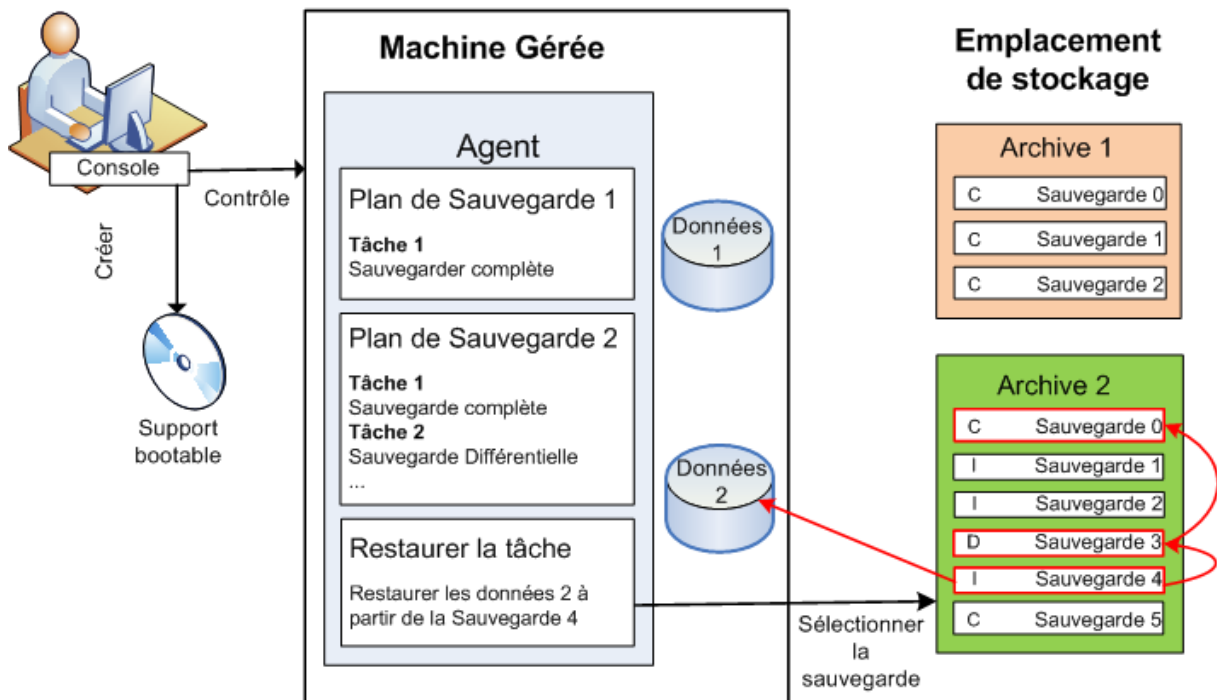 Console
Contrôle
Créer
Support
bootable
Machine Gérée
Agent
Plan de Sauvegarde 1
Tâche 1
Sauvegarder complète
Plan de Sauvegarde 2
Tâche 1
Sauvegarde complète
Tâche 2
Sauvegarde Différentielle
...
Restaurer la tâche
Restaurer les données 2 à
partir de la Sauvegarde 4
Données
1
Données
2
Sélectionner
la
sauvegarde
Emplacement
de stockage
Archive 1
C Sauvegarde 0
C Sauvegarde 1
C Sauvegarde 2
Archive 2
C Sauvegarde 0
I Sauvegarde 1
I Sauvegarde 2
D Sauvegarde 3
I Sauvegarde 4
C Sauvegarde 5